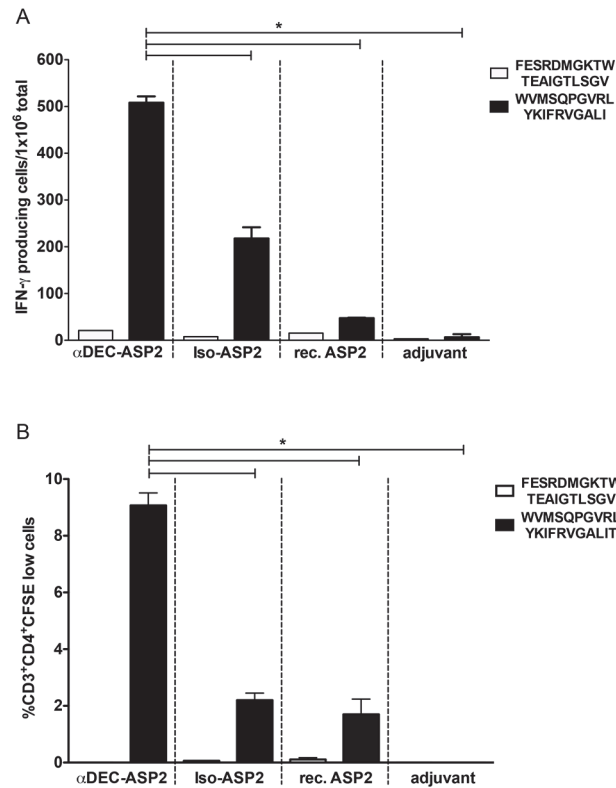 A
*
600
500
400
300
200
100
0
IFN-γ producing cells/1x10⁶ total
αDEC-ASP2
Iso-ASP2
rec. ASP2
adjuvant
FESRDMGKTW
TEAIGTLSGV
WVMSQPGVRL
YKIFRVGALI
B
*
10
8
6
4
2
0
%CD3⁺CD4⁺CFSE low cells
αDEC-ASP2
Iso-ASP2
rec. ASP2
adjuvant
FESRDMGKTW
TEAIGTLSGV
WVMSQPGVRL
YKIFRVGALIT